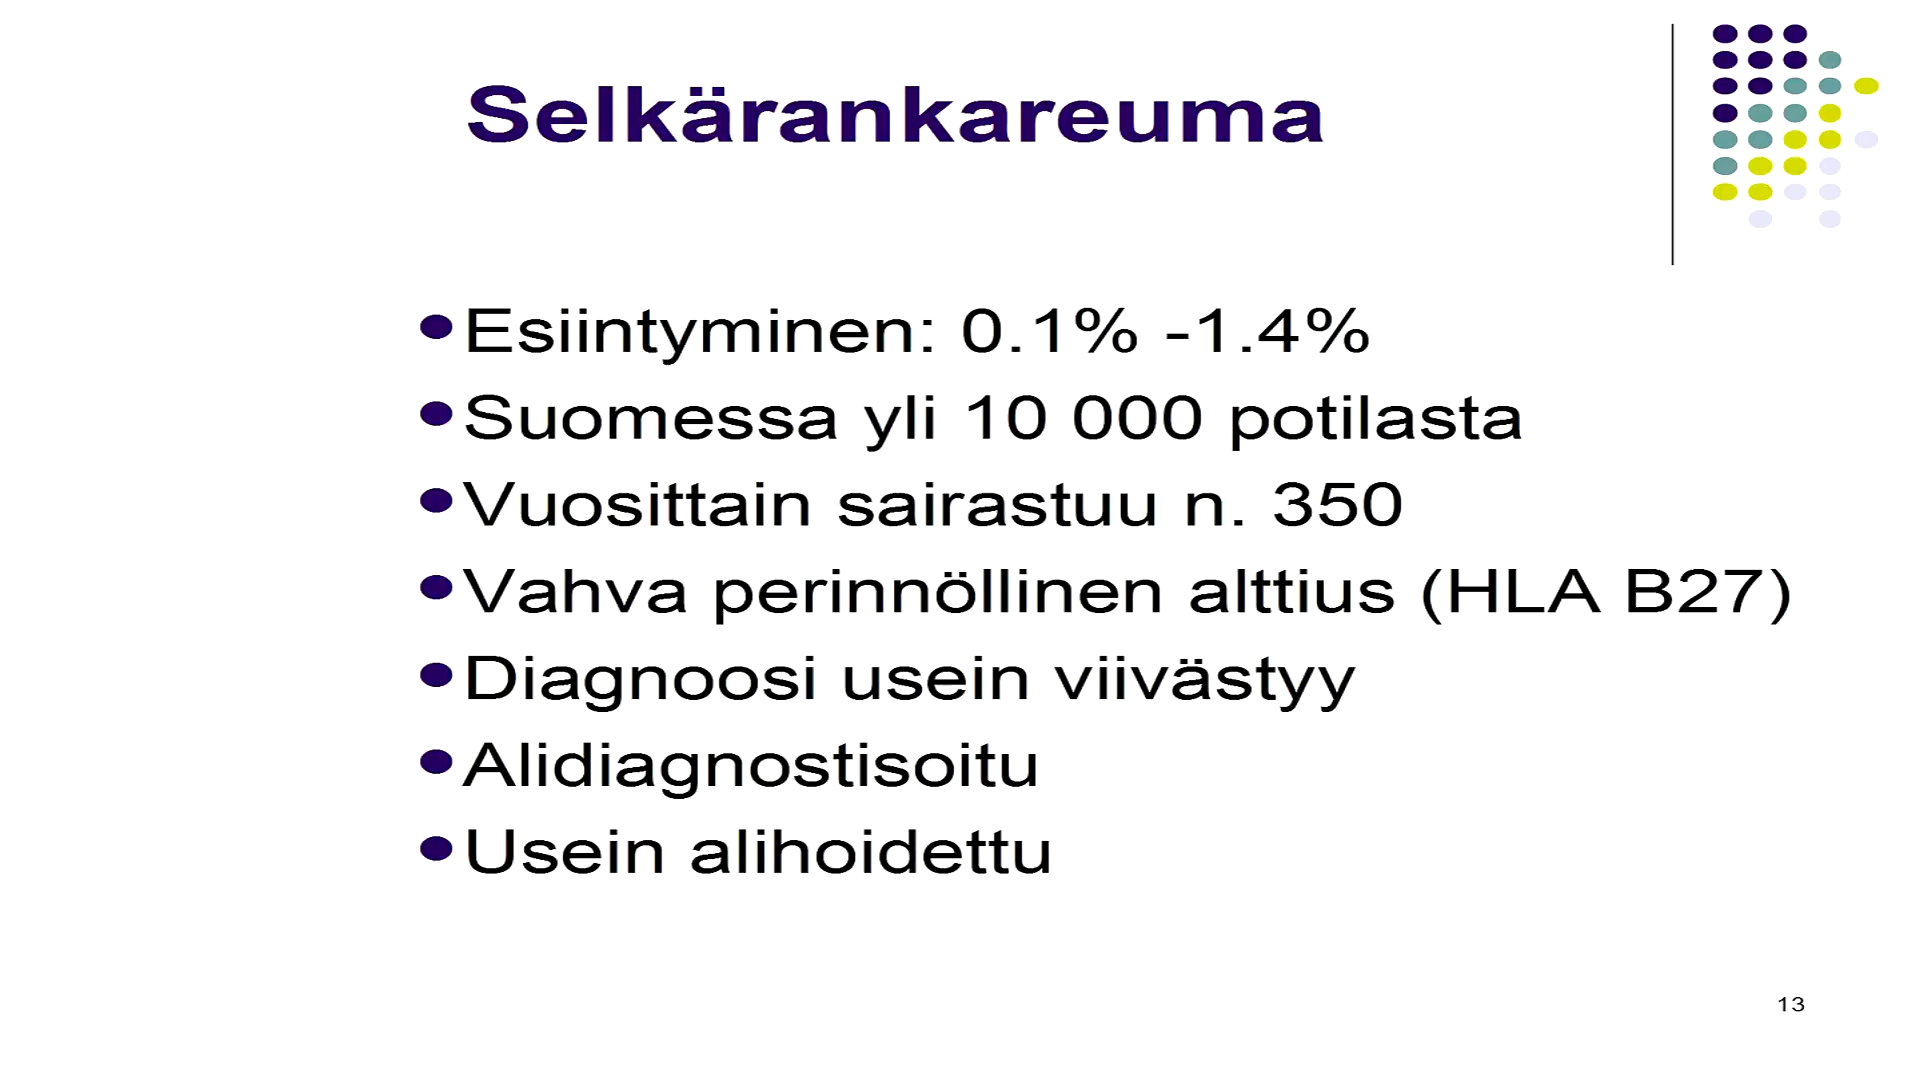 Selkärankareuma
Esiintyminen: 0.1% -1.4%
Suomessa yli 10 000 potilasta
Vuosittain sairastuu n. 350
Vahva perinnöllinen alttius (HLA B27)
Diagnoosi usein viivästyy
Alidiagnostisoitu
Usein alihoidettu
13